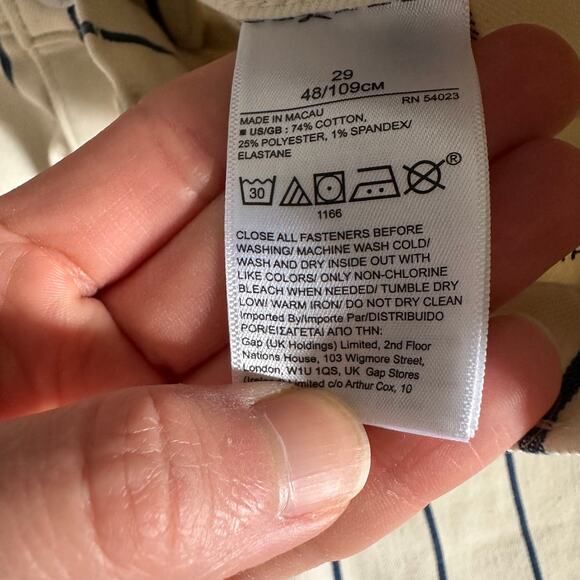 29
48/109CM
RN 54023
MADE IN MACAU
■ US/GB : 74% COTTON,
25% POLYESTER, 1% SPANDEX/
ELASTANE
30
®
1166
CLOSE ALL FASTENERS BEFORE
WASHING/ MACHINE WASH COLD/
WASH AND DRY INSIDE OUT WITH
LIKE COLORS/ ONLY NON-CHLORINE
BLEACH WHEN NEEDED/ TUMBLE DRY
LOW/ WARM IRON/ DO NOT DRY CLEAN
Imported By/Importe Par/DISTRIBUIDO
POR/ΕΙΣΑΓΕΤΑΙ ΑΠΟ ΤΗΝ:
Gap (UK Holdings) Limited, 2nd Floor
Nations House, 103 Wigmore Street,
London, W1U 1QS, UK Gap Stores
(Ireland) Limited c/o Arthur Cox, 10